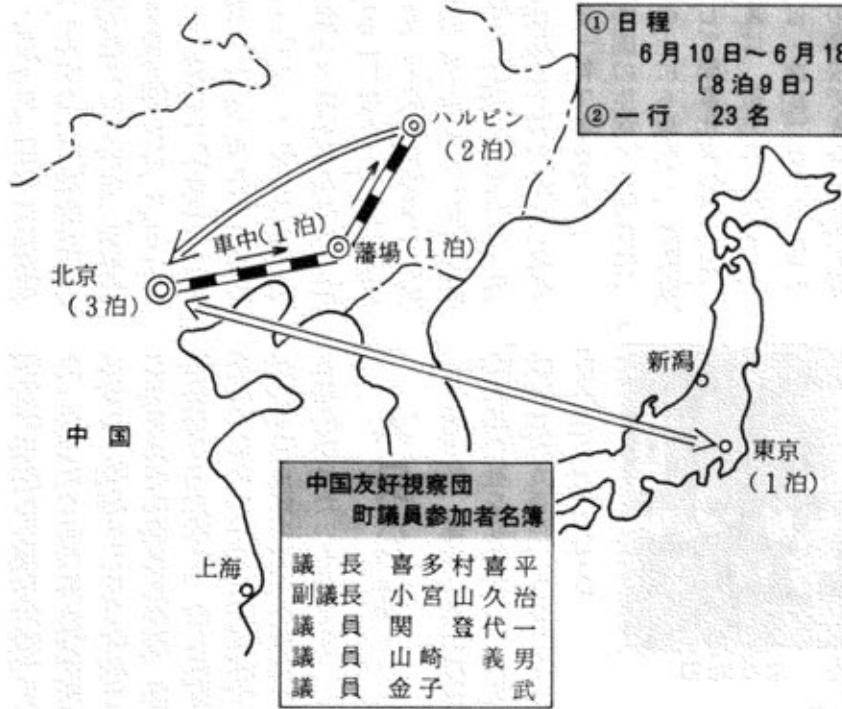 ① 日程
6月10日～6月18
〔8泊9日〕
② 一行　23名
ハルピン
(2泊)
車中(1泊)
藩場(1泊)
北京
(3泊)
新潟
中国
東京
(1泊)
上海
中国友好視察団
町議員参加者名簿
議　長　喜多村喜平
副議長　小宮山久治
議　員　関　登代一
議　員　山崎　義男
議　員　金子　武